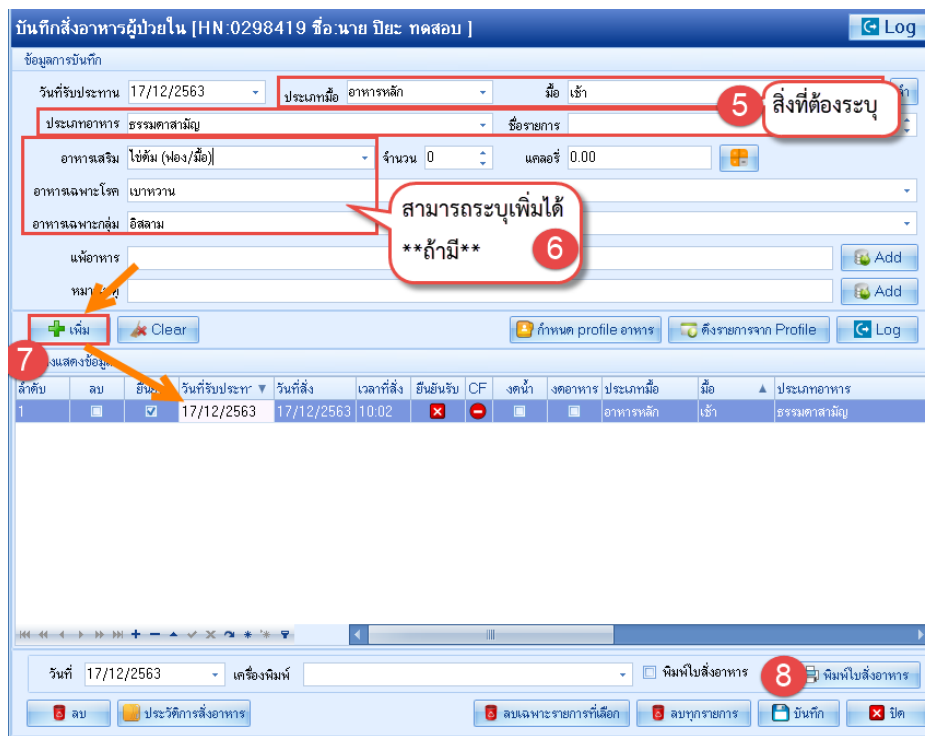 บันทึกสั่งอาหารผู้ป่วยใน [HN:0298419 ชื่อ:นาย ปิยะ ทดสอบ ] Log
ข้อมูลการบันทึก
วันที่รับประทาน 17/12/2563 ประเภทมื้อ อาหารหลัก มื้อ เช้า
5 สิ่งที่ต้องระบุ
ประเภทอาหาร ธรรมดาสามัญ ชื่อรายการ
อาหารเสริม ไข่ต้ม (ฟอง/มื้อ) จำนวน 0 แคลอรี่ 0.00
อาหารเฉพาะโรค เบาหวาน
อาหารเฉพาะกลุ่ม อิสลาม
สามารถระบุเพิ่มได้
**ถ้ามี** 6
แพ้อาหาร Add
Add
เพิ่ม Clear กำหนด profile อาหาร ดึงรายการจาก Profile Log
7
ลำดับ ลบ วันที่รับประทา วันที่สั่ง เวลาที่สั่ง ยืนยันรับ CF งดน้ำ งดอาหาร ประเภทมื้อ มื้อ ประเภทอาหาร
1 17/12/2563 17/12/2563 10:02 อาหารหลัก เช้า ธรรมดาสามัญ
วันที่ 17/12/2563 เครื่องพิมพ์ พิมพ์ใบสั่งอาหาร 8 พิมพ์ใบสั่งอาหาร
ลบ ประวัติการสั่งอาหาร ลบเฉพาะรายการที่เลือก ลบทุกรายการ บันทึก ปิด